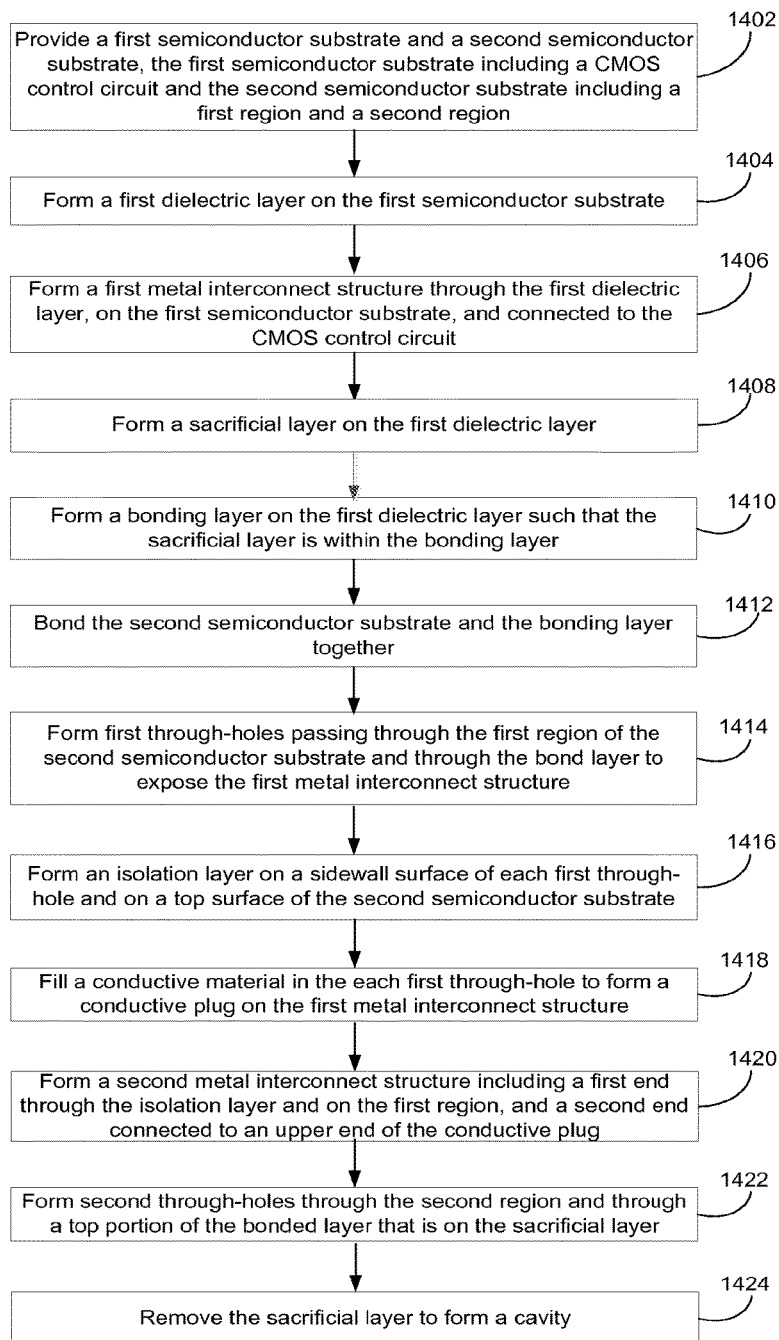 1402
Provide a first semiconductor substrate and a second semiconductor
substrate, the first semiconductor substrate including a CMOS
control circuit and the second semiconductor substrate including a
first region and a second region
1404
Form a first dielectric layer on the first semiconductor substrate
1406
Form a first metal interconnect structure through the first dielectric
layer, on the first semiconductor substrate, and connected to the
CMOS control circuit
1408
Form a sacrificial layer on the first dielectric layer
1410
Form a bonding layer on the first dielectric layer such that the
sacrificial layer is within the bonding layer
1412
Bond the second semiconductor substrate and the bonding layer
together
1414
Form first through-holes passing through the first region of the
second semiconductor substrate and through the bond layer to
expose the first metal interconnect structure
1416
Form an isolation layer on a sidewall surface of each first through-
hole and on a top surface of the second semiconductor substrate
1418
Fill a conductive material in the each first through-hole to form a
conductive plug on the first metal interconnect structure
1420
Form a second metal interconnect structure including a first end
through the isolation layer and on the first region, and a second end
connected to an upper end of the conductive plug
1422
Form second through-holes through the second region and through
a top portion of the bonded layer that is on the sacrificial layer
1424
Remove the sacrificial layer to form a cavity